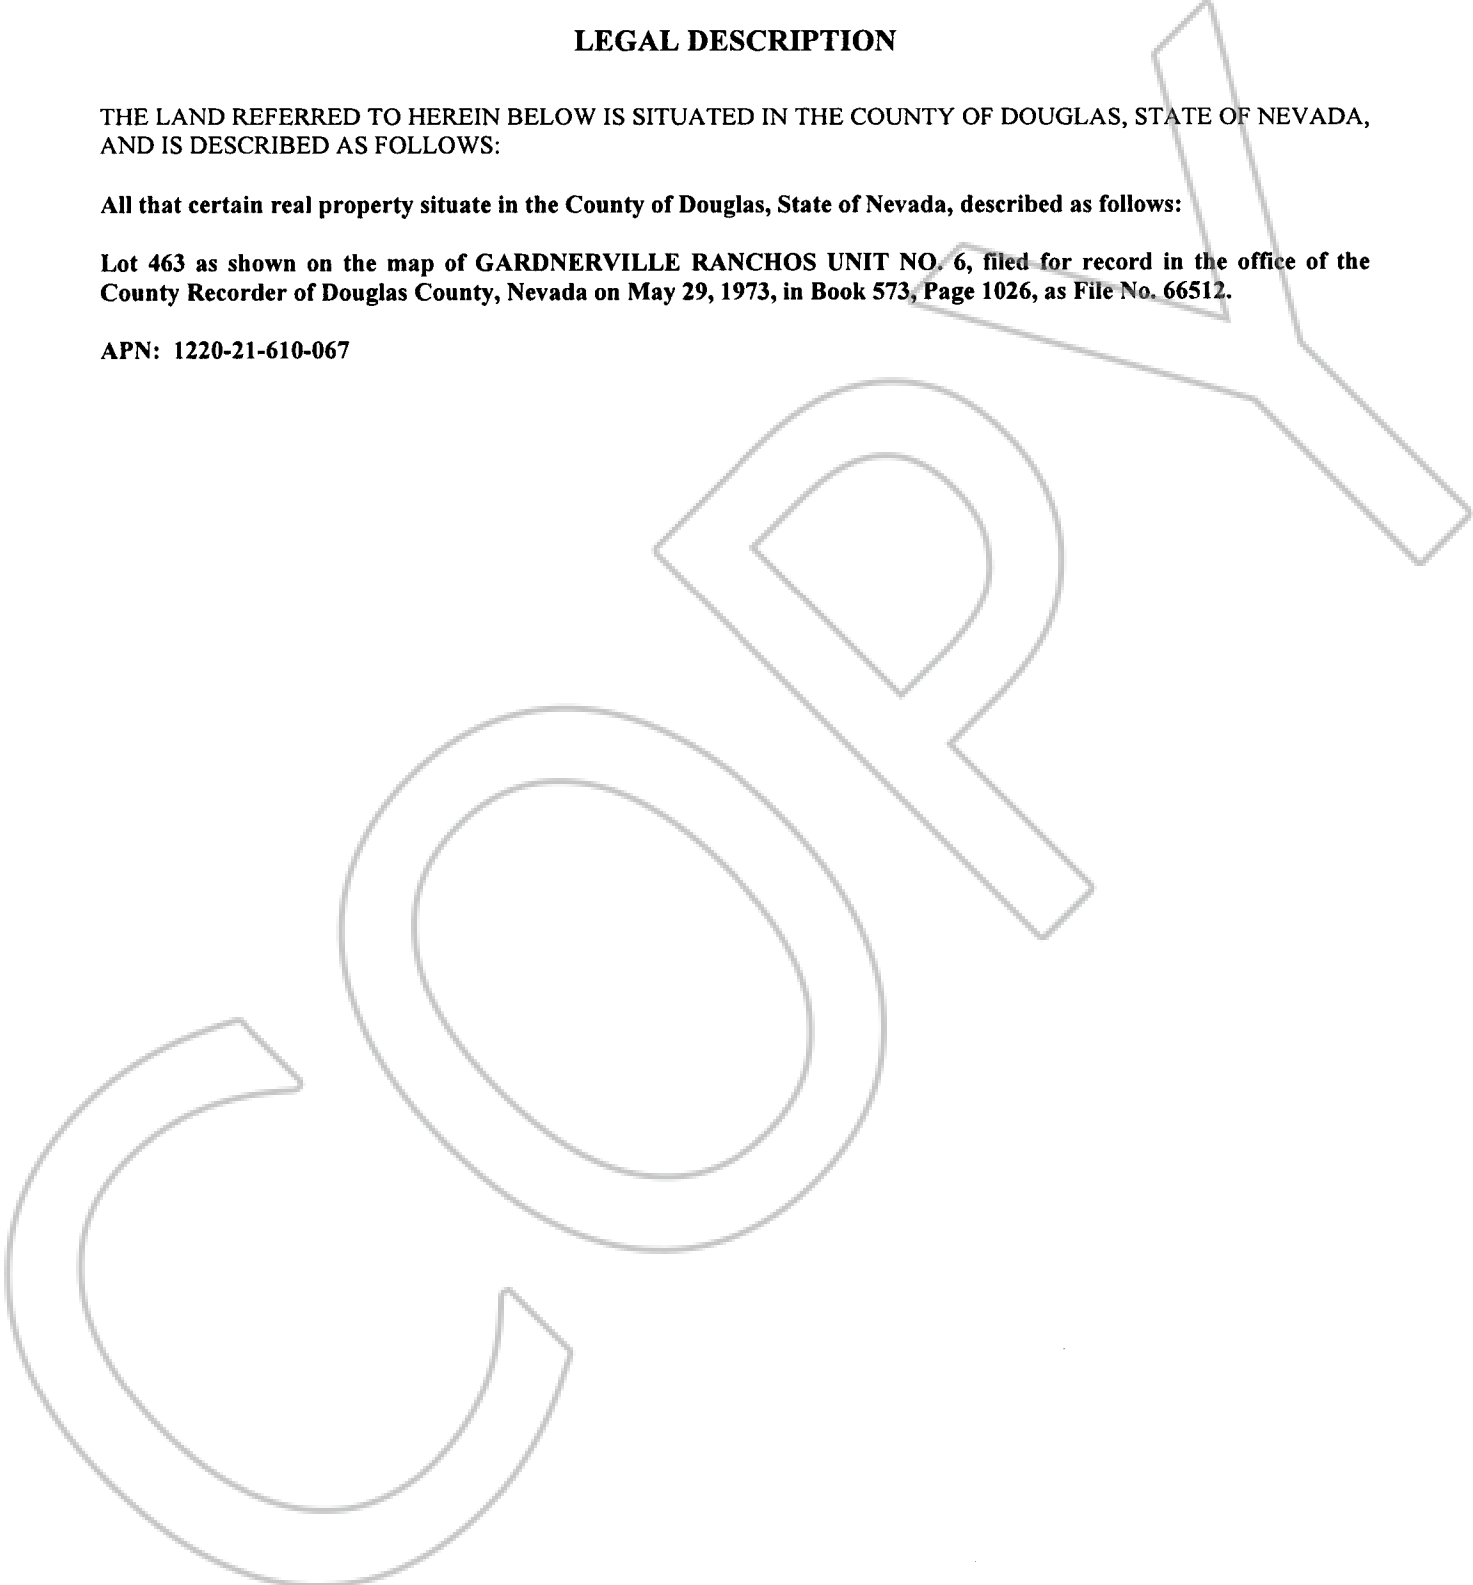 LEGAL DESCRIPTION
THE LAND REFERRED TO HEREIN BELOW IS SITUATED IN THE COUNTY OF DOUGLAS, STATE OF NEVADA,
AND IS DESCRIBED AS FOLLOWS:
All that certain real property situate in the County of Douglas, State of Nevada, described as follows:
Lot 463 as shown on the map of GARDNERVILLE RANCHOS UNIT NO. 6, filed for record in the office of the
County Recorder of Douglas County, Nevada on May 29, 1973, in Book 573, Page 1026, as File No. 66512.
APN: 1220-21-610-067
COPY